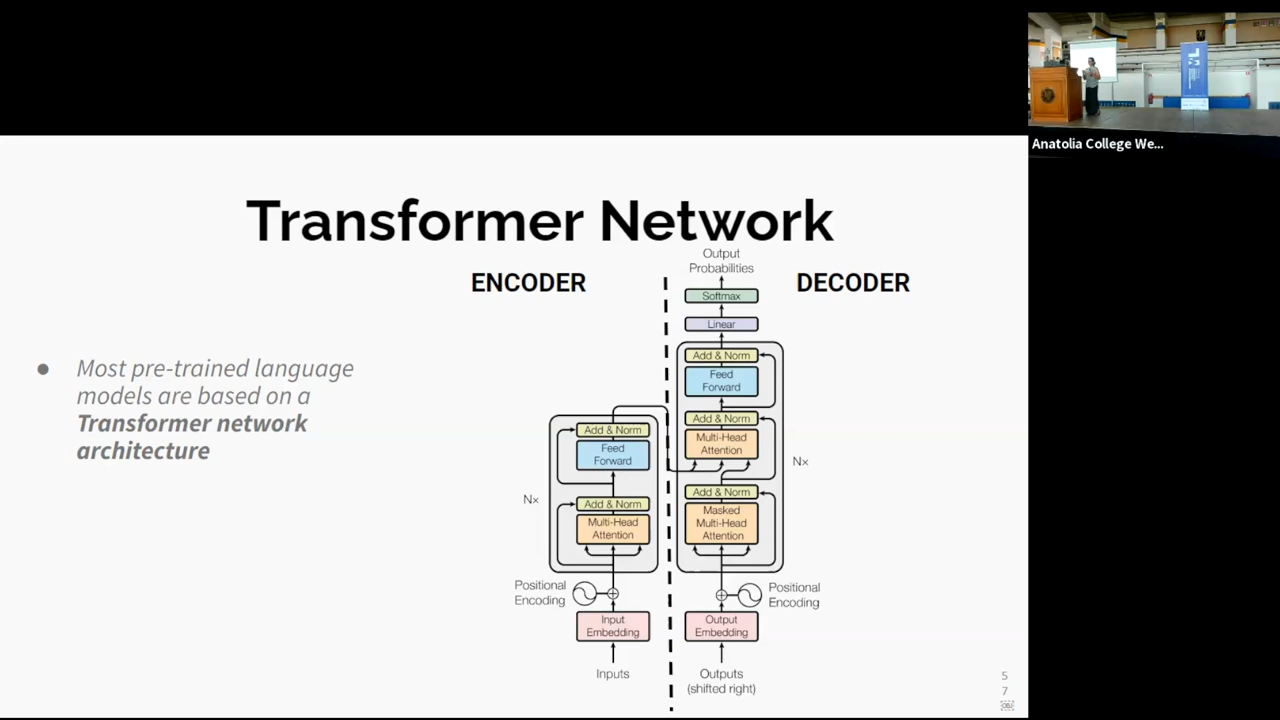 Anatolia College We...
Transformer Network
ENCODER
DECODER
Most pre-trained language
models are based on a
Transformer network
architecture
Output
Probabilities
Softmax
Linear
Add & Norm
Feed
Forward
Add & Norm
Multi-Head
Attention
Nx
Add & Norm
Masked
Multi-Head
Attention
Positional
Encoding
Output
Embedding
Outputs
(shifted right)
Add & Norm
Feed
Forward
Nx
Add & Norm
Multi-Head
Attention
Positional
Encoding
Input
Embedding
Inputs
5
7